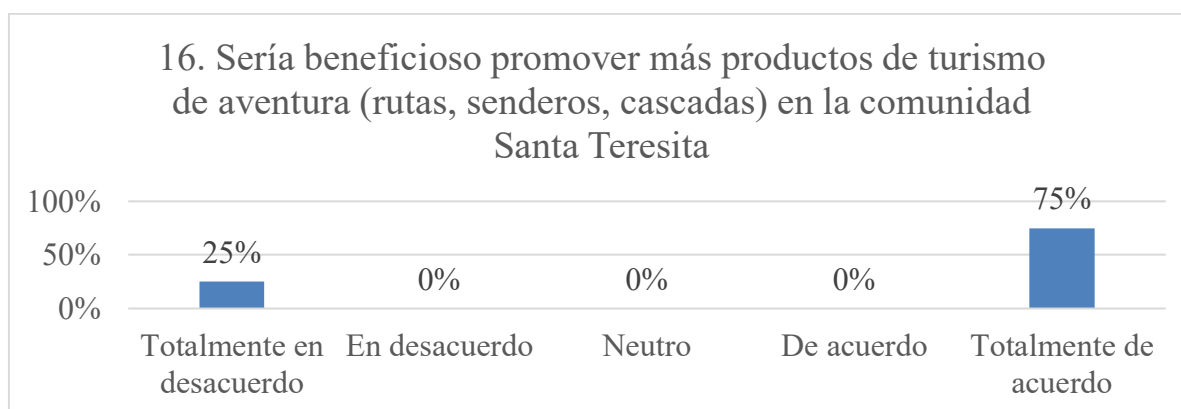 16. Sería beneficioso promover más productos de turismo
de aventura (rutas, senderos, cascadas) en la comunidad
Santa Teresita
100%
50%
0%
25%
0%
0%
0%
75%
Totalmente en
desacuerdo
En desacuerdo
Neutro
De acuerdo
Totalmente de
acuerdo